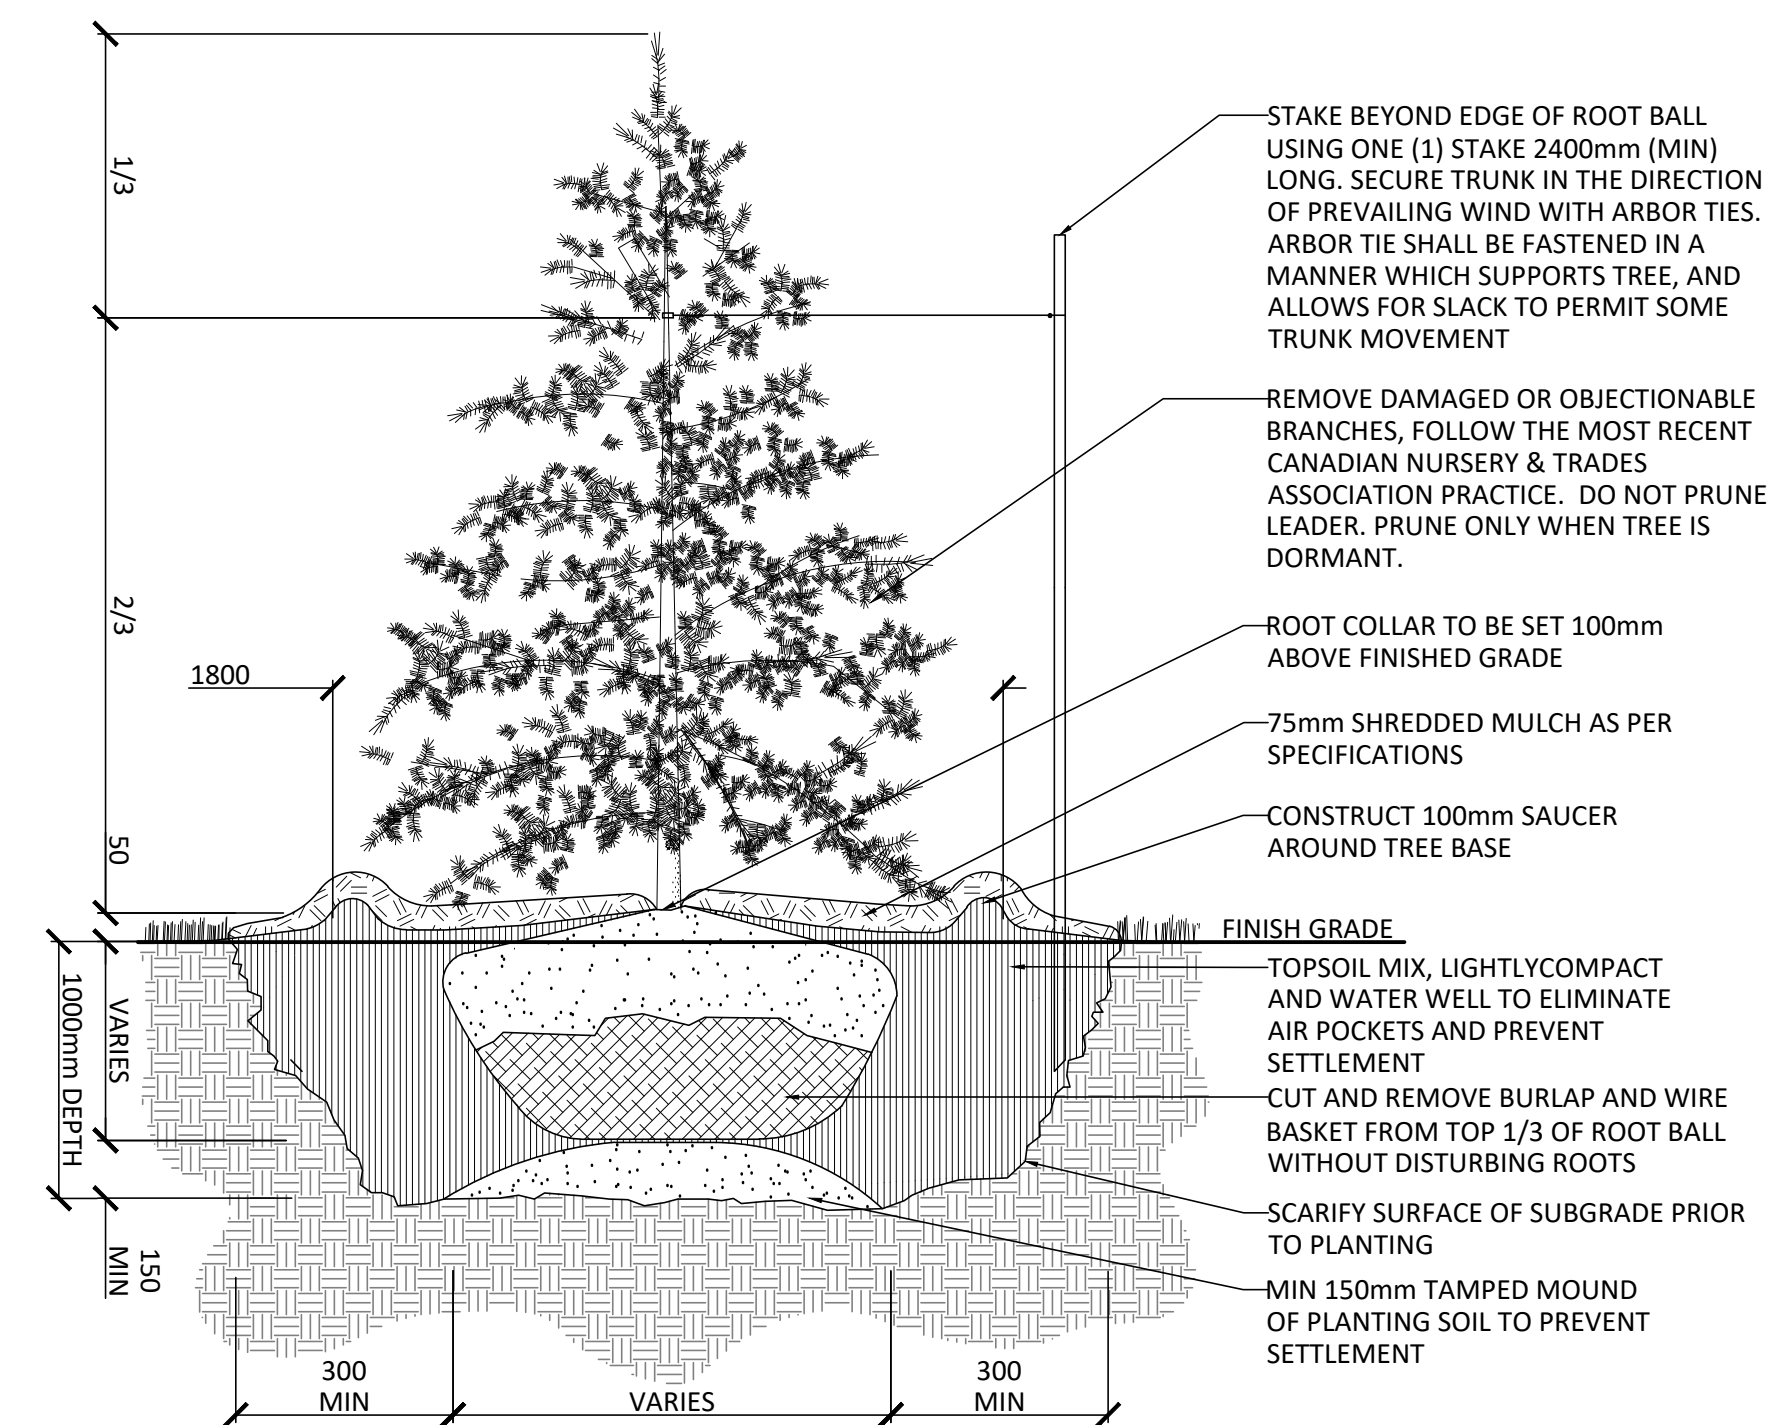 STAKE BEYOND EDGE OF ROOT BALL
USING ONE (1) STAKE 2400mm (MIN)
LONG. SECURE TRUNK IN THE DIRECTION
OF PREVAILING WIND WITH ARBOR TIES.
ARBOR TIE SHALL BE FASTENED IN A
MANNER WHICH SUPPORTS TREE, AND
ALLOWS FOR SLACK TO PERMIT SOME
TRUNK MOVEMENT
REMOVE DAMAGED OR OBJECTIONABLE
BRANCHES, FOLLOW THE MOST RECENT
CANADIAN NURSERY & TRADES
ASSOCIATION PRACTICE.  DO NOT PRUNE
LEADER. PRUNE ONLY WHEN TREE IS
DORMANT.
ROOT COLLAR TO BE SET 100mm
ABOVE FINISHED GRADE
75mm SHREDDED MULCH AS PER
SPECIFICATIONS
CONSTRUCT 100mm SAUCER
AROUND TREE BASE
FINISH GRADE
TOPSOIL MIX, LIGHTLYCOMPACT
AND WATER WELL TO ELIMINATE
AIR POCKETS AND PREVENT
SETTLEMENT
CUT AND REMOVE BURLAP AND WIRE
BASKET FROM TOP 1/3 OF ROOT BALL
WITHOUT DISTURBING ROOTS
SCARIFY SURFACE OF SUBGRADE PRIOR
TO PLANTING
MIN 150mm TAMPED MOUND
OF PLANTING SOIL TO PREVENT
SETTLEMENT
1/3
2/3
1800
50
VARIES
1000mm DEPTH
150
MIN
300
MIN
VARIES
300
MIN